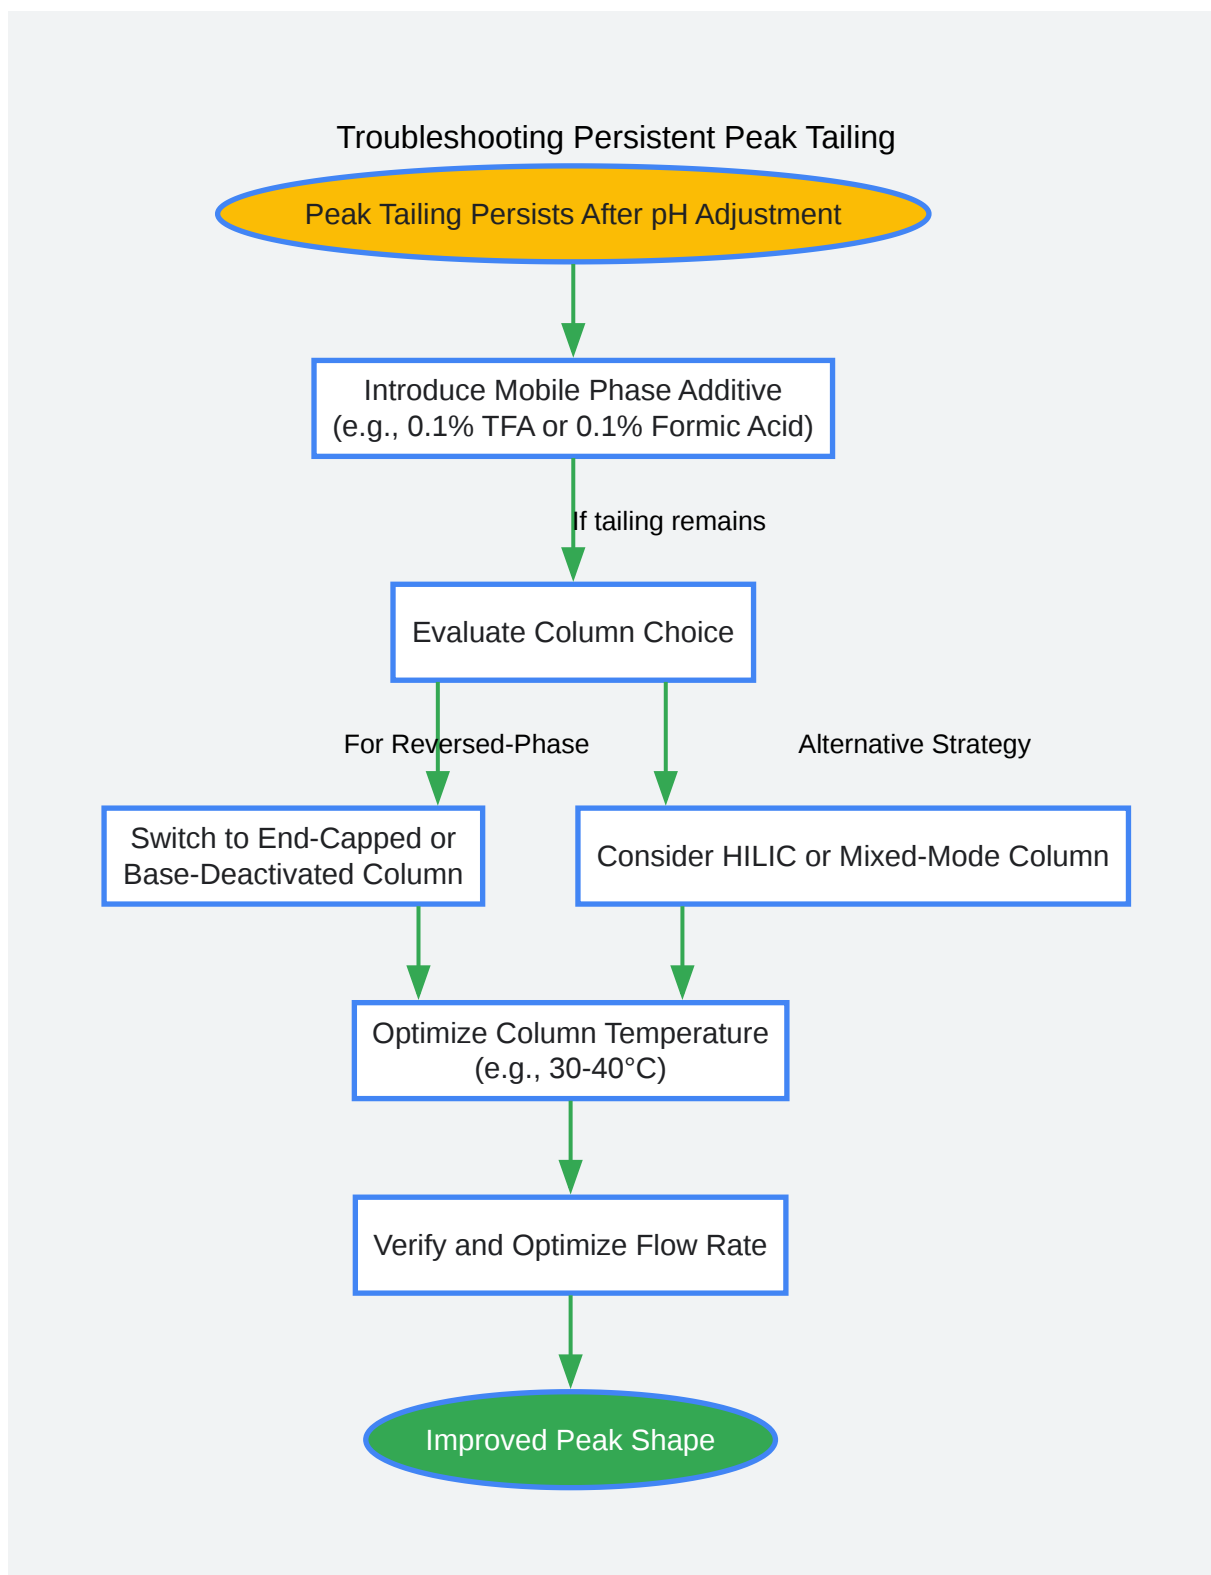 Troubleshooting Persistent Peak Tailing
Peak Tailing Persists After pH Adjustment
Introduce Mobile Phase Additive
(e.g., 0.1% TFA or 0.1% Formic Acid)
If tailing remains
Evaluate Column Choice
For Reversed-Phase
Alternative Strategy
Switch to End-Capped or
Base-Deactivated Column
Consider HILIC or Mixed-Mode Column
Optimize Column Temperature
(e.g., 30-40°C)
Verify and Optimize Flow Rate
Improved Peak Shape